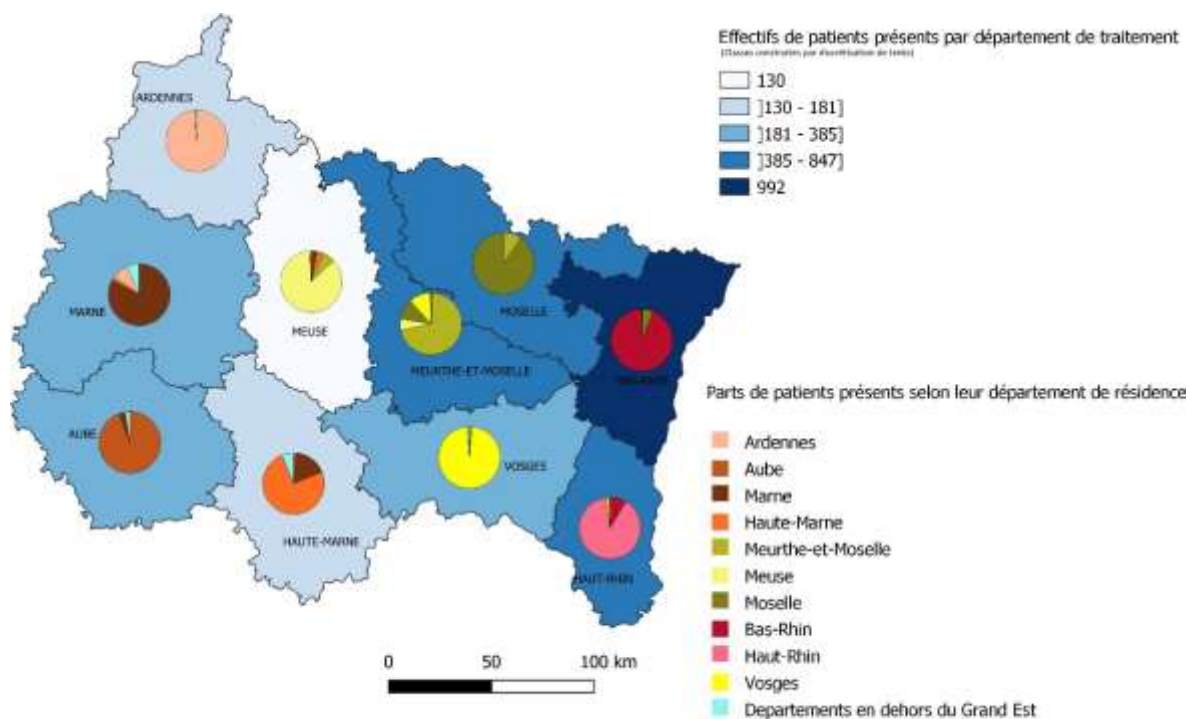 Effectifs de patients présents par département de traitement
130
]130 - 181]
]181 - 385]
]385 - 847]
992
ARDENNES
MARNE
MEUSE
MOSELLE
MEURTHE-ET-MOSELLE
AUBE
HAUTE-MARNE
VOSGES
HAUT-RHIN
0 50 100 km
Parts de patients présents selon leur département de résidence
Ardennes
Aube
Marne
Haute-Marne
Meurthe-et-Moselle
Meuse
Moselle
Bas-Rhin
Haut-Rhin
Vosges
Departements en dehors du Grand Est